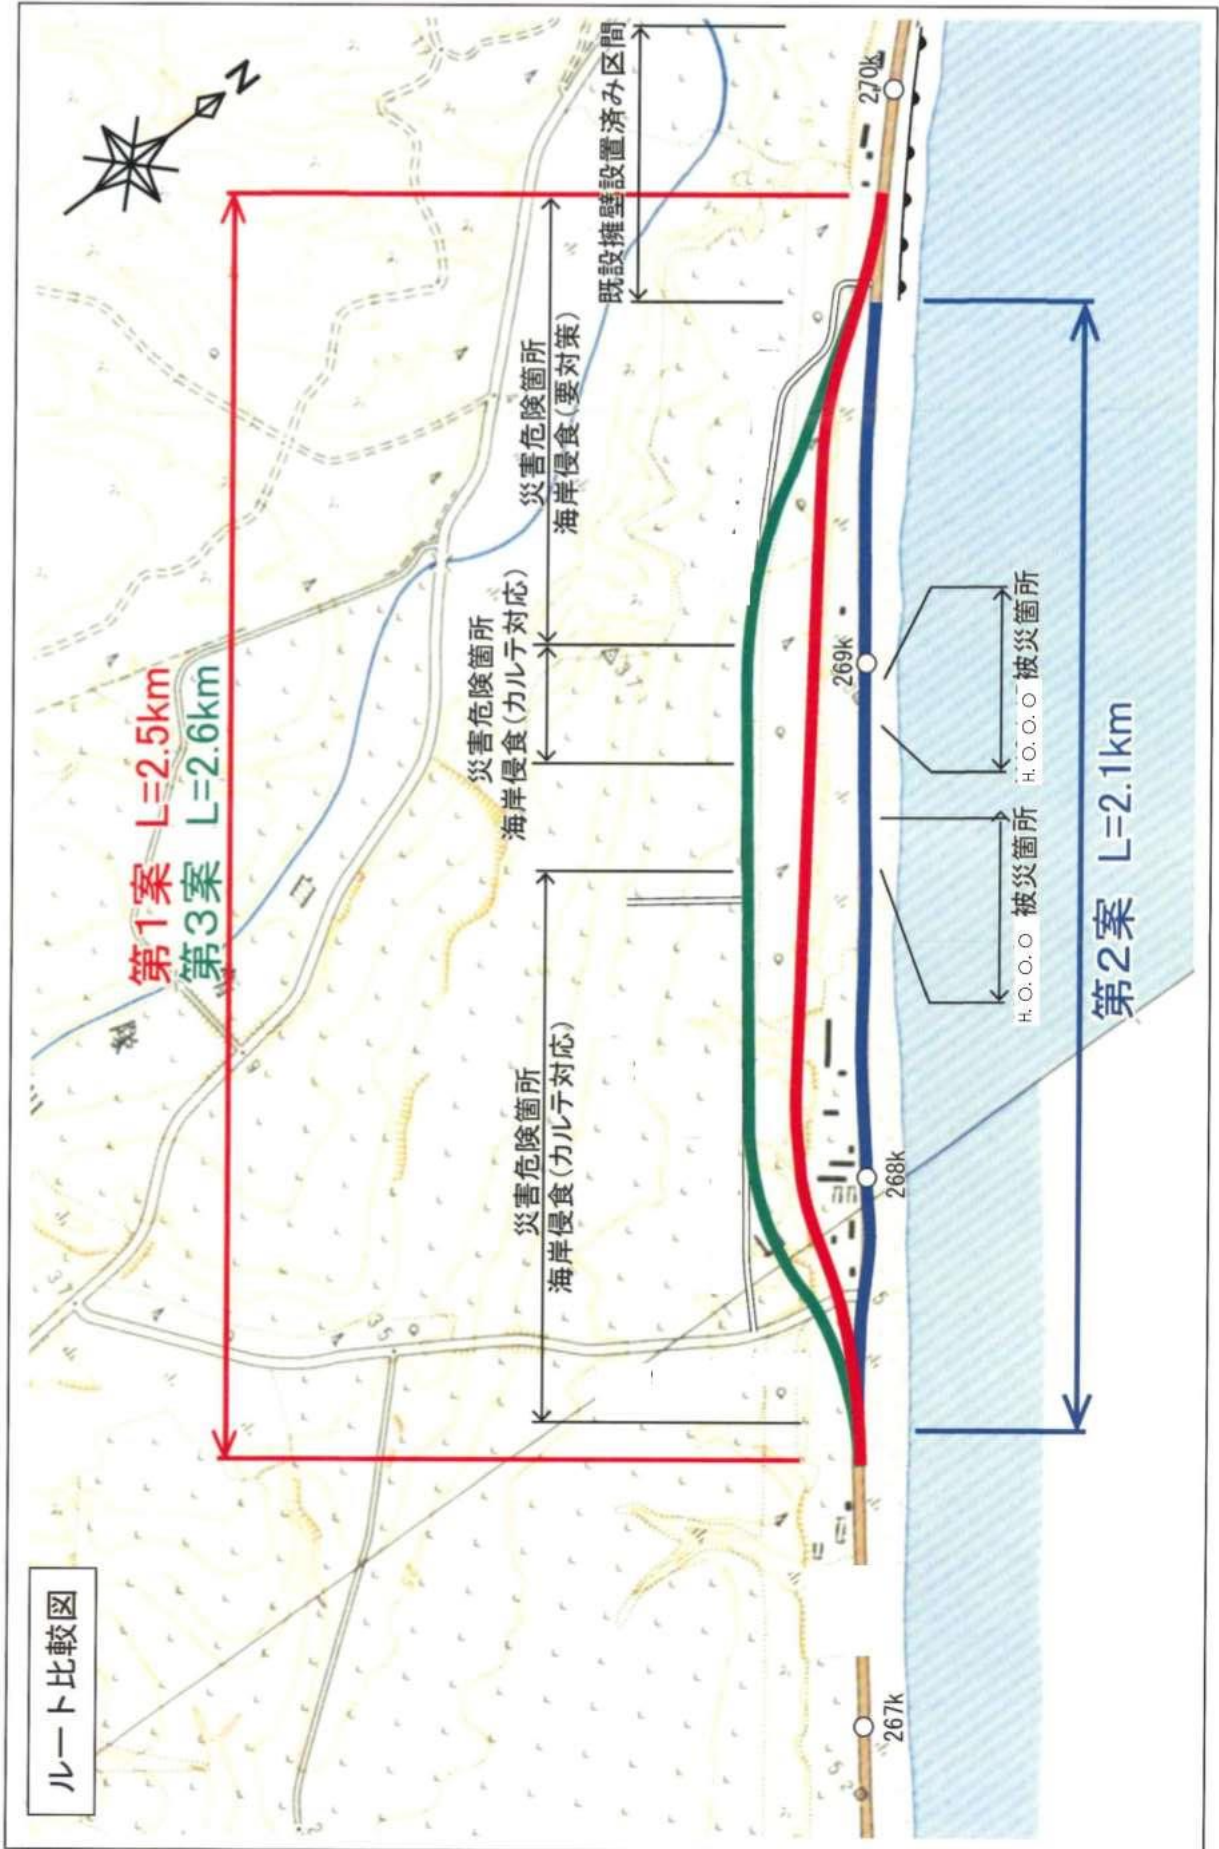 ルート比較図
第1案 L=2.5km
第3案 L=2.6km
災害危険箇所
海岸侵食(カルテ対応)
災害危険箇所
海岸侵食(カルテ対応)
災害危険箇所
海岸侵食(要対策)
既設擁壁設置済み区間
N
37
35
37
5
267k
268k
269k
270k
H.O.O.O 被災箇所
H.O.O.O 被災箇所
第2案 L=2.1km